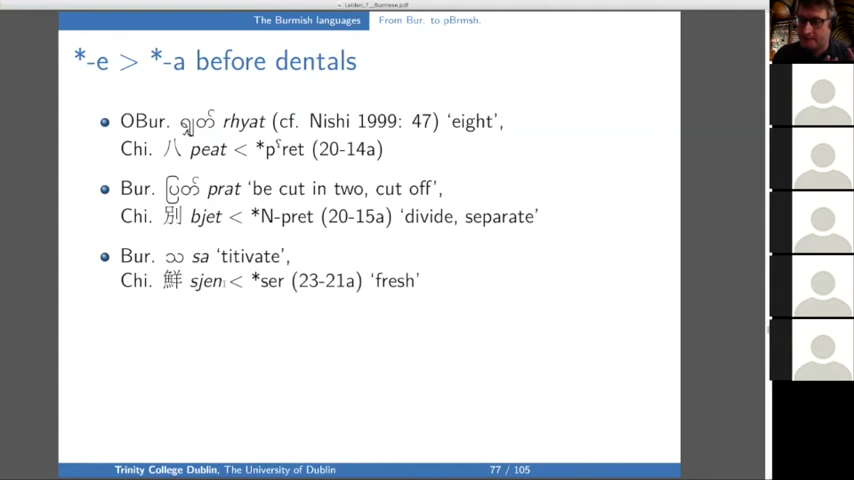 Leiden_7__Burmese.pdf
The Burmish languages From Bur. to pBrmsh.
*-e > *-a before dentals
OBur. ရှျတ် rhyat (cf. Nishi 1999: 47) ‘eight’,
Chi. 八 peat < *pˤret (20-14a)
Bur. ပြတ် prat ‘be cut in two, cut off’,
Chi. 別 bjet < *N-pret (20-15a) ‘divide, separate’
Bur. သ sa ‘titivate’,
Chi. 鮮 sjen < *ser (23-21a) ‘fresh’
Trinity College Dublin, The University of Dublin 77 / 105